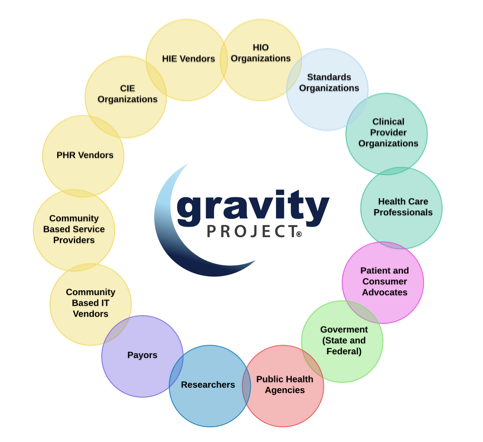 HIO
Organizations
Standards
Organizations
Clinical
Provider
Organizations
Health Care
Professionals
Patient and
Consumer
Advocates
Goverment
(State and
Federal)
Public Health
Agencies
Researchers
Payors
Community
Based IT
Vendors
Community
Based Service
Providers
PHR Vendors
CIE
Organizations
HIE Vendors
gravity
PROJECT®